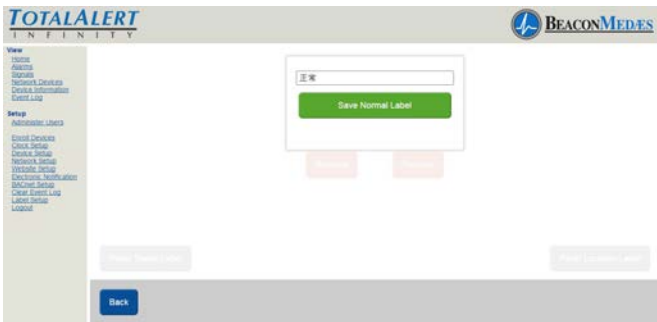 TOTALALERT
INFINITY
BEACONMEDÆS
View
Home
Alarms
Signals
Network Devices
Device Information
Event Log
Setup
Administer Users
Enroll Devices
Clock Setup
Device Setup
Network Setup
Website Setup
Electronic Notification
BACnet Setup
Clear Event Log
Label Setup
Logout
正常
Save Normal Label
Back